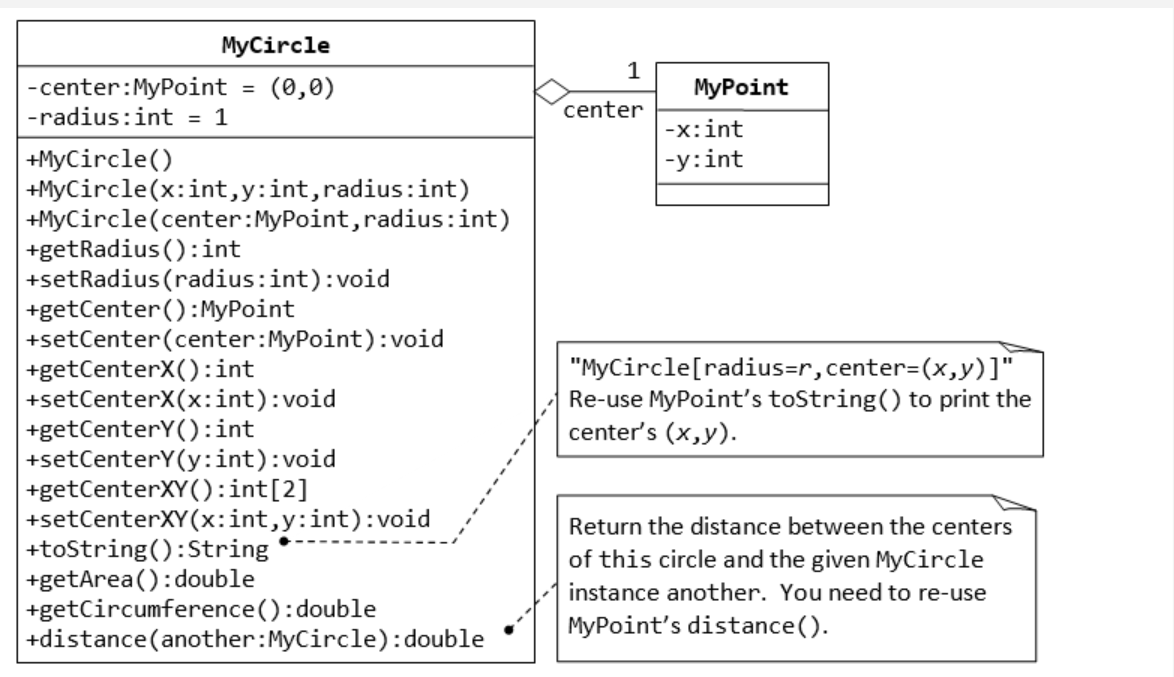 MyCircle
-center:MyPoint = (0,0)
-radius:int = 1
+MyCircle()
+MyCircle(x:int,y:int,radius:int)
+MyCircle(center:MyPoint,radius:int)
+getRadius():int
+setRadius(radius:int):void
+getCenter():MyPoint
+setCenter(center:MyPoint):void
+getCenterX():int
+setCenterX(x:int):void
+getCenterY():int
+setCenterY(y:int):void
+getCenterXY():int[2]
+setCenterXY(x:int,y:int):void
+toString():String
+getArea():double
+getCircumference():double
+distance(another:MyCircle):double
1
center
MyPoint
-x:int
-y:int
"MyCircle[radius=r,center=(x,y)]"
Re-use MyPoint’s toString() to print the
center's (x,y).
Return the distance between the centers
of this circle and the given MyCircle
instance another. You need to re-use
MyPoint’s distance().